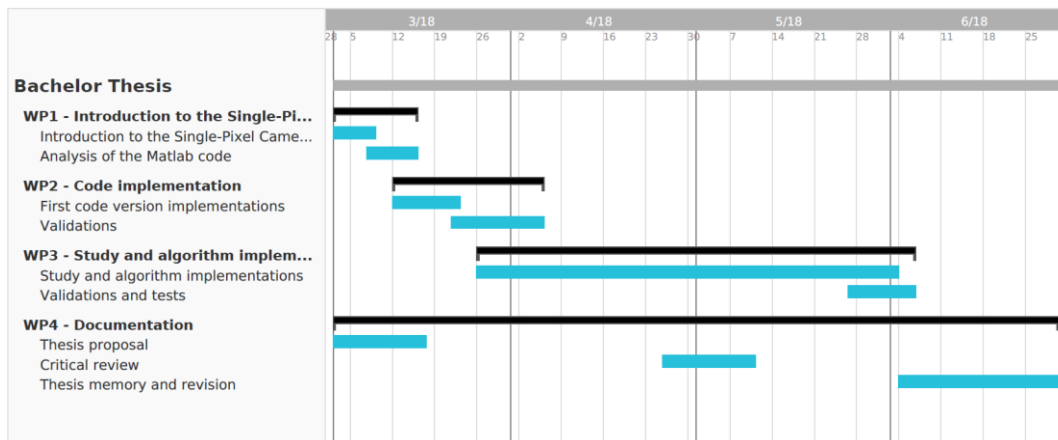 3/18 4/18 5/18 6/18
28 5 12 19 26 2 9 16 23 30 7 14 21 28 4 11 18 25
Bachelor Thesis
WP1 - Introduction to the Single-Pi...
Introduction to the Single-Pixel Came...
Analysis of the Matlab code
WP2 - Code implementation
First code version implementations
Validations
WP3 - Study and algorithm implem...
Study and algorithm implementations
Validations and tests
WP4 - Documentation
Thesis proposal
Critical review
Thesis memory and revision